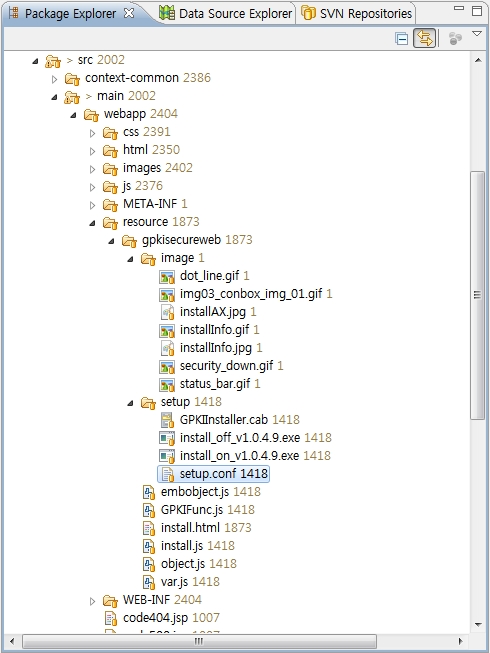 Package Explorer Data Source Explorer SVN Repositories
> src 2002
context-common 2386
> main 2002
webapp 2404
css 2391
html 2350
images 2402
js 2376
META-INF 1
resource 1873
gpkisecureweb 1873
image 1
dot_line.gif 1
img03_conbox_img_01.gif 1
installAX.jpg 1
installInfo.gif 1
installInfo.jpg 1
security_down.gif 1
status_bar.gif 1
setup 1418
GPKIInstaller.cab 1418
install_off_v1.0.4.9.exe 1418
install_on_v1.0.4.9.exe 1418
setup.conf 1418
embobject.js 1418
GPKIFunc.js 1418
install.html 1873
install.js 1418
object.js 1418
var.js 1418
WEB-INF 2404
code404.jsp 1007